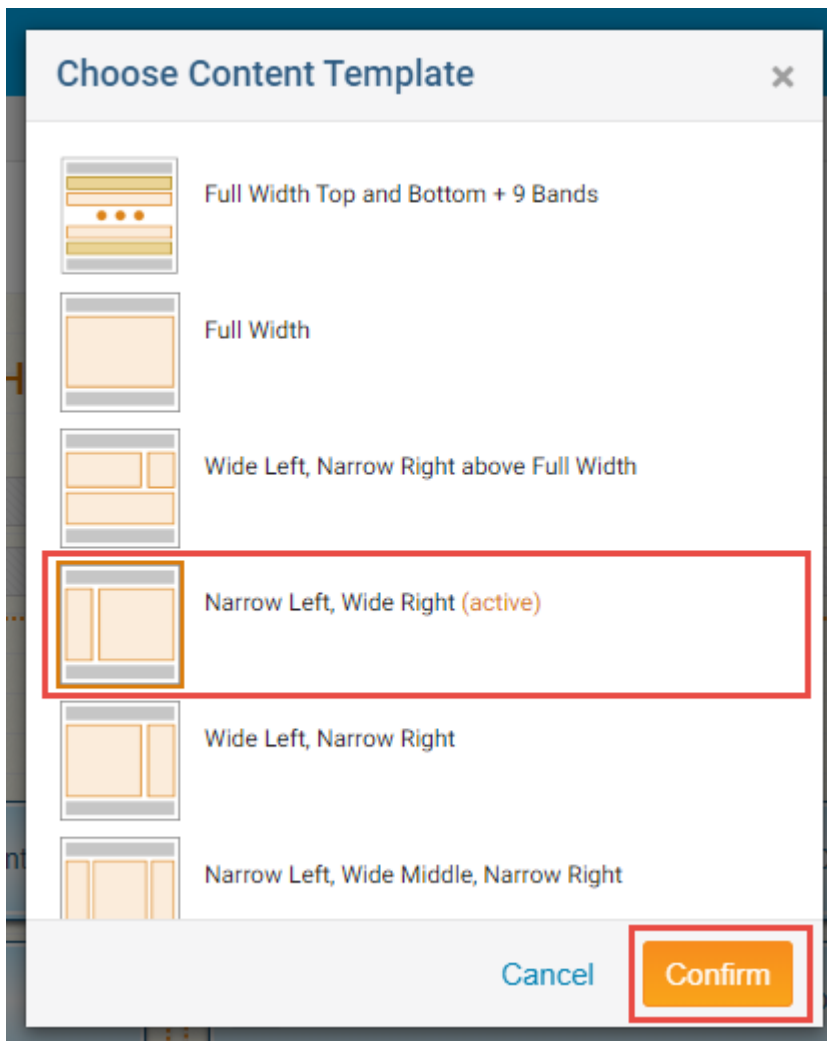 Choose Content Template
×
Full Width Top and Bottom + 9 Bands
Full Width
Wide Left, Narrow Right above Full Width
Narrow Left, Wide Right (active)
Wide Left, Narrow Right
Narrow Left, Wide Middle, Narrow Right
Cancel
Confirm
H
nt